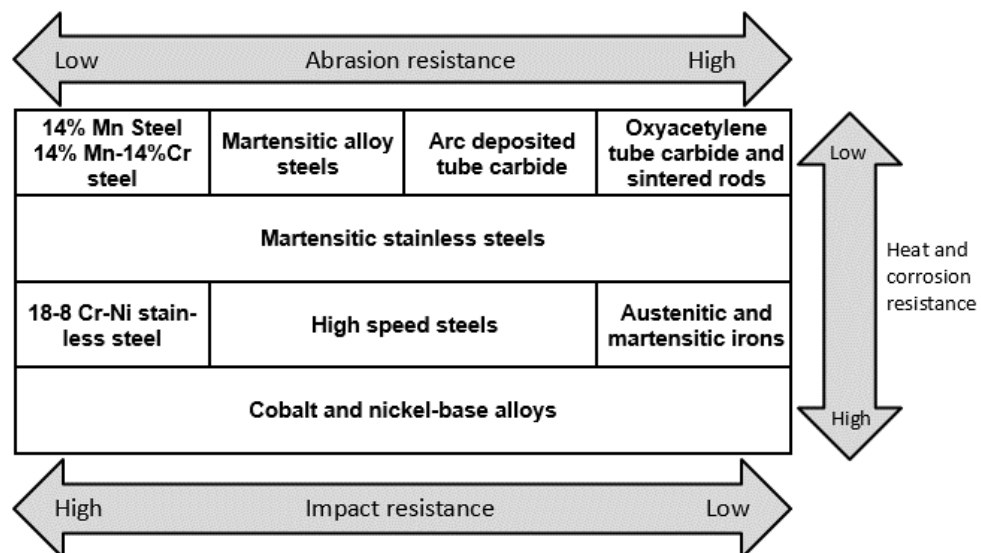 Low Abrasion resistance High
14% Mn Steel
14% Mn-14%Cr
steel
Martensitic alloy
steels
Arc deposited
tube carbide
Oxyacetylene
tube carbide and
sintered rods
Low
Martensitic stainless steels
Heat and
corrosion
resistance
18-8 Cr-Ni stain-
less steel
High speed steels
Austenitic and
martensitic irons
Cobalt and nickel-base alloys
High
High Impact resistance Low